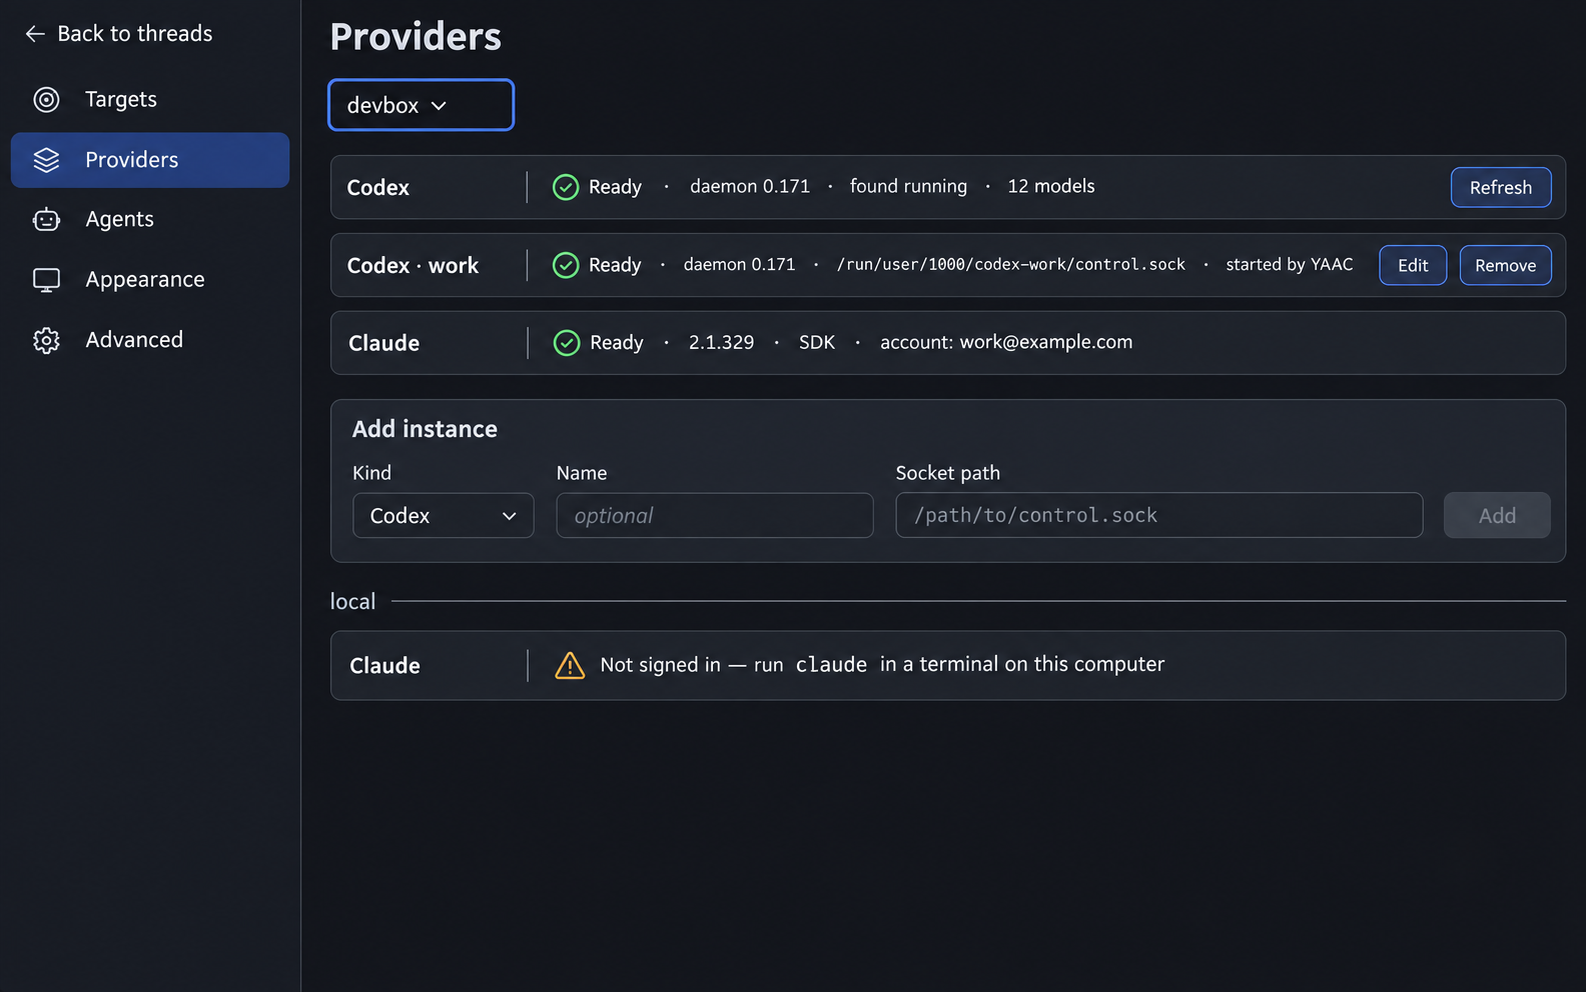 Back to threads
Targets
Providers
Agents
Appearance
Advanced
Providers
devbox
Codex Ready · daemon 0.171 · found running · 12 models Refresh
Codex · work Ready · daemon 0.171 · /run/user/1000/codex-work/control.sock · started by YAAC Edit Remove
Claude Ready · 2.1.329 · SDK · account: work@example.com
Add instance
Kind Name Socket path
Codex optional /path/to/control.sock Add
local
Claude Not signed in — run claude in a terminal on this computer